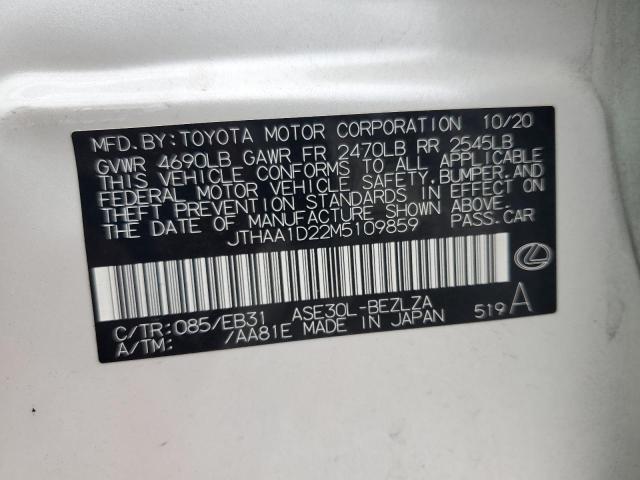 MFD. BY: TOYOTA MOTOR CORPORATION 10/20
GVWR 4690LB GAWR FR 2470LB RR 2545LB
THIS VEHICLE CONFORMS TO ALL APPLICABLE
FEDERAL MOTOR VEHICLE SAFETY, BUMPER, AND
THEFT PREVENTION STANDARDS IN EFFECT ON
THE DATE OF MANUFACTURE SHOWN ABOVE.
JTHAA1D22M5109859 PASS. CAR
C/TR: 085/EB31 ASE30L-BEZLZA
A/TM: /AA81E MADE IN JAPAN 519 A